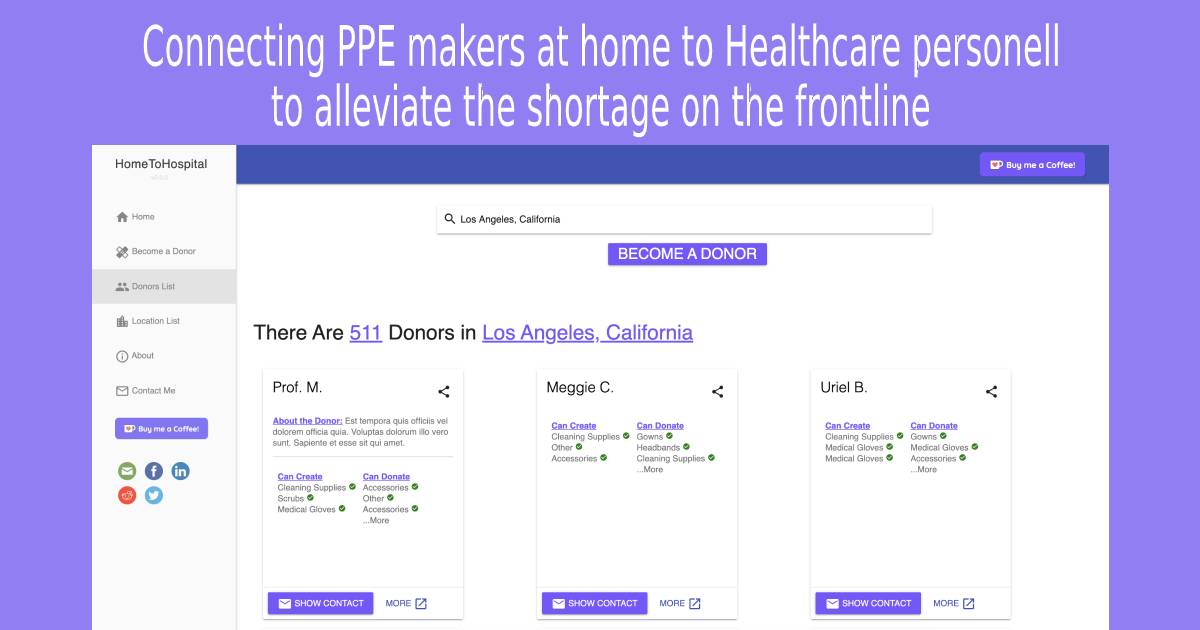 Connecting PPE makers at home to Healthcare personell
to alleviate the shortage on the frontline
HomeToHospital
Buy me a Coffee!
Home
Become a Donor
Donors List
Location List
About
Contact Me
Buy me a Coffee!
Los Angeles, California
BECOME A DONOR
There Are 511 Donors in Los Angeles, California
Prof. M.
About the Donor: Est tempora quis officiis vel
dolorem officia quia. Voluptas dolorum illo vero
sunt. Sapiente et esse sit qui amet.
Can Create
Cleaning Supplies
Scrubs
Medical Gloves
Can Donate
Accessories
Other
Accessories
...More
SHOW CONTACT
MORE
Meggie C.
Can Create
Cleaning Supplies
Other
Accessories
Can Donate
Gowns
Headbands
Cleaning Supplies
...More
SHOW CONTACT
MORE
Uriel B.
Can Create
Cleaning Supplies
Medical Gloves
Medical Gloves
Can Donate
Gowns
Medical Gloves
Accessories
...More
SHOW CONTACT
MORE